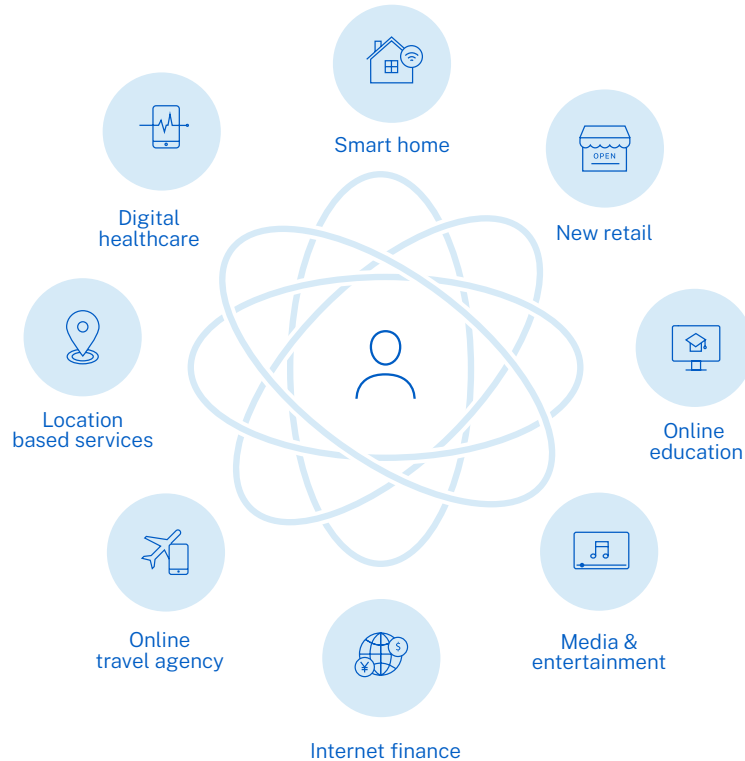 Smart home
OPEN
New retail
Online
education
Media &
entertainment
$
¥
Internet finance
Online
travel agency
Location
based services
Digital
healthcare